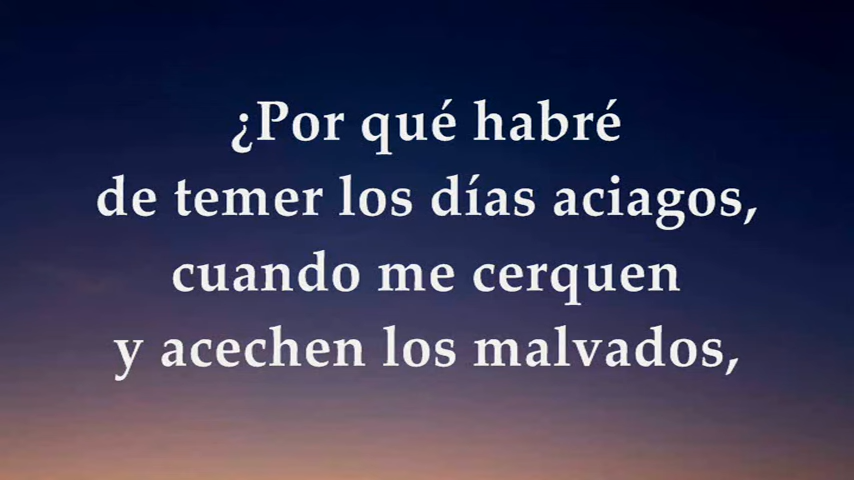 ¿Por qué habré
de temer los días aciagos,
cuando me cerquen
y acechen los malvados,